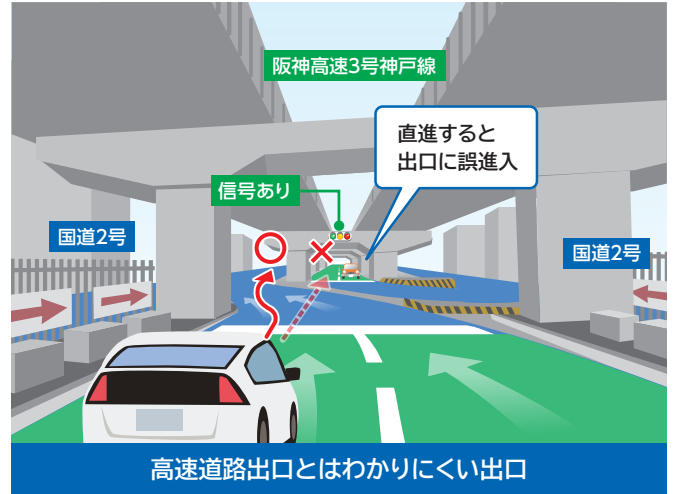 阪神高速3号神戸線
直進すると
出口に誤進入
信号あり
国道2号
国道2号
高速道路出口とはわかりにくい出口